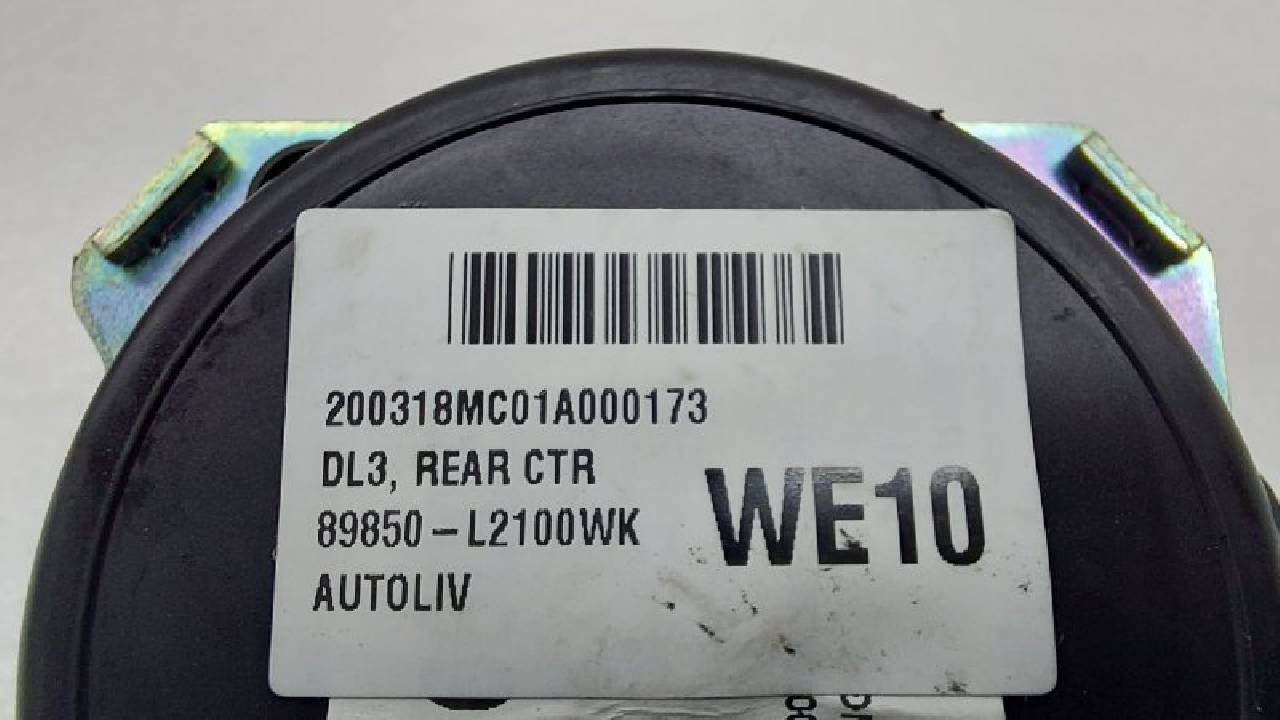 200318MC01A000173
DL3, REAR CTR
89850-L2100WK
WE10
AUTOLIV